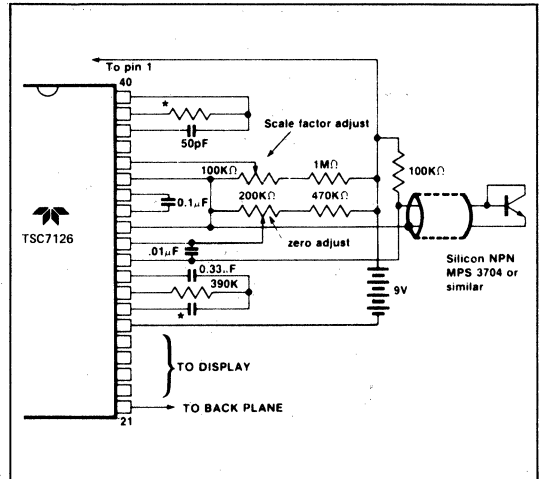 To pin 1
40
*
50pF
Scale factor adjust
100KΩ
1MΩ
100KΩ
200KΩ
470KΩ
0.1μF
TSC7126
.01μF
zero adjust
0.33..F
390K
*
9V
Silicon NPN
MPS 3704 or
similar
TO DISPLAY
TO BACK PLANE
21